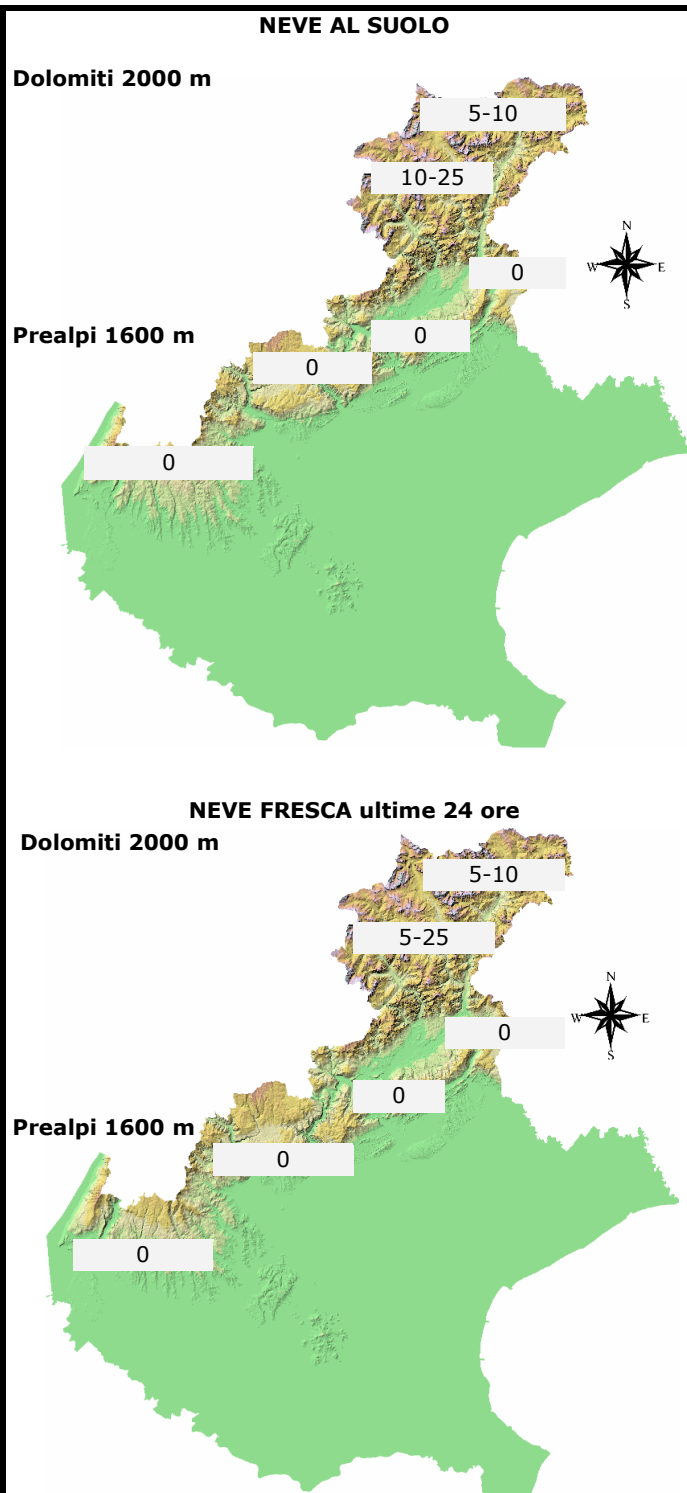 NEVE AL SUOLO
Dolomiti 2000 m
5-10
10-25
N
W E
S
0
Prealpi 1600 m
0
0
0
NEVE FRESCA ultime 24 ore
Dolomiti 2000 m
5-10
5-25
N
W E
S
0
0
Prealpi 1600 m
0
0